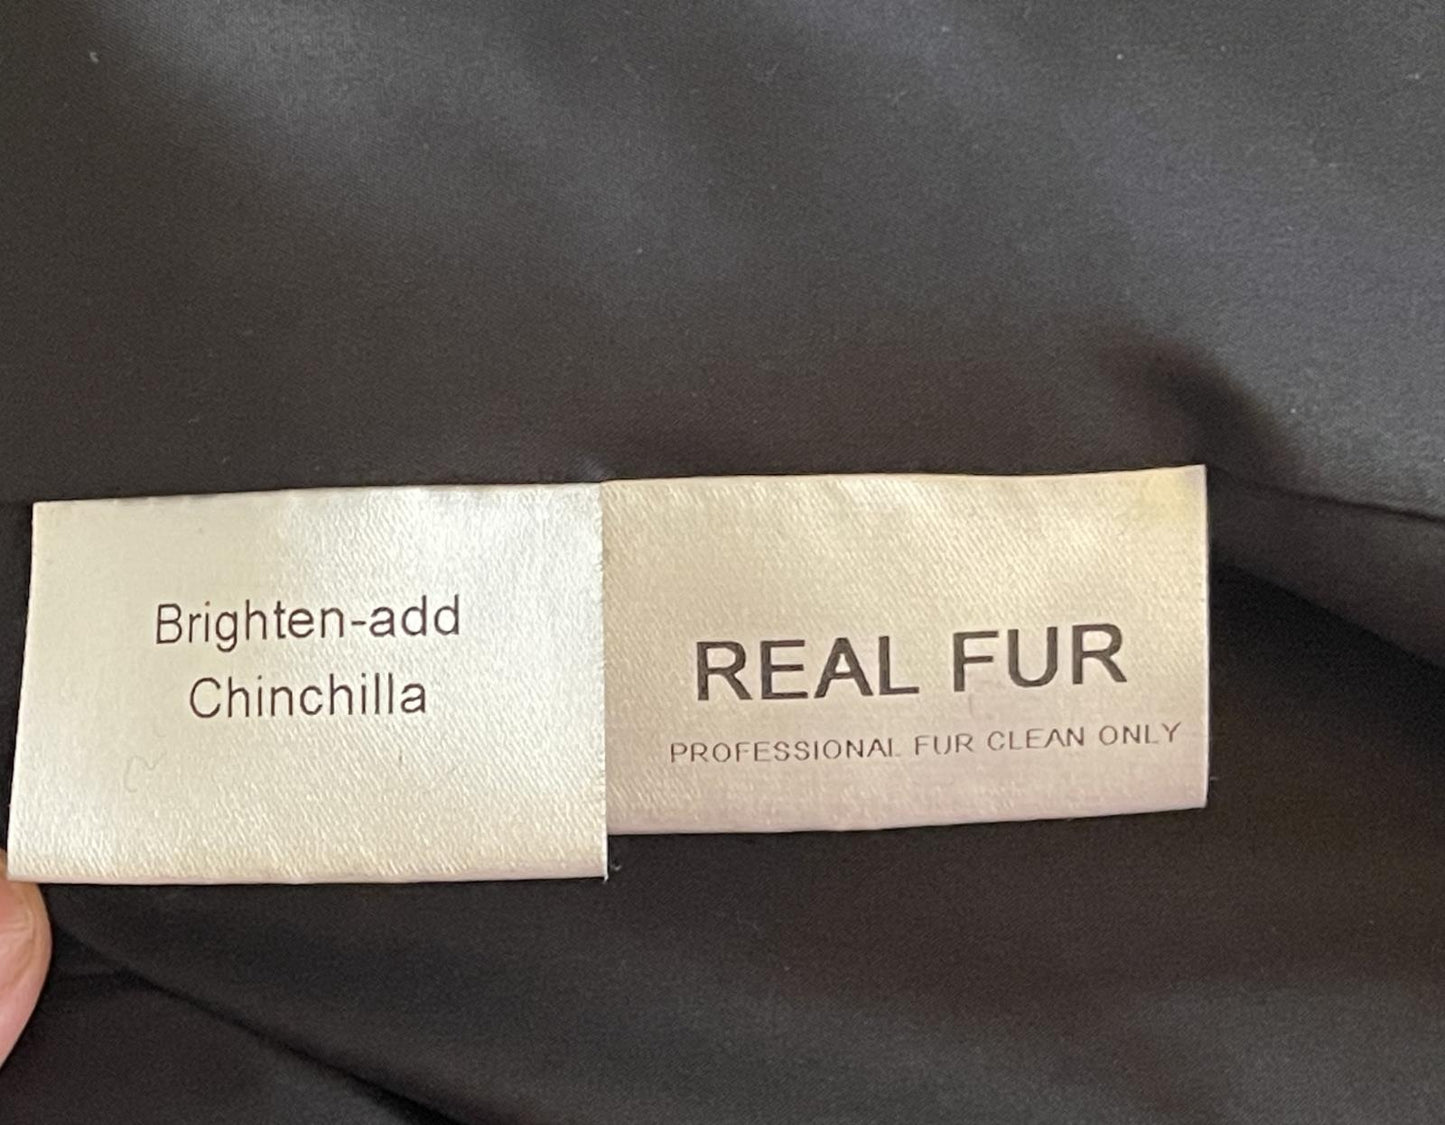 Brighten-add
Chinchilla
REAL FUR
PROFESSIONAL FUR CLEAN ONLY